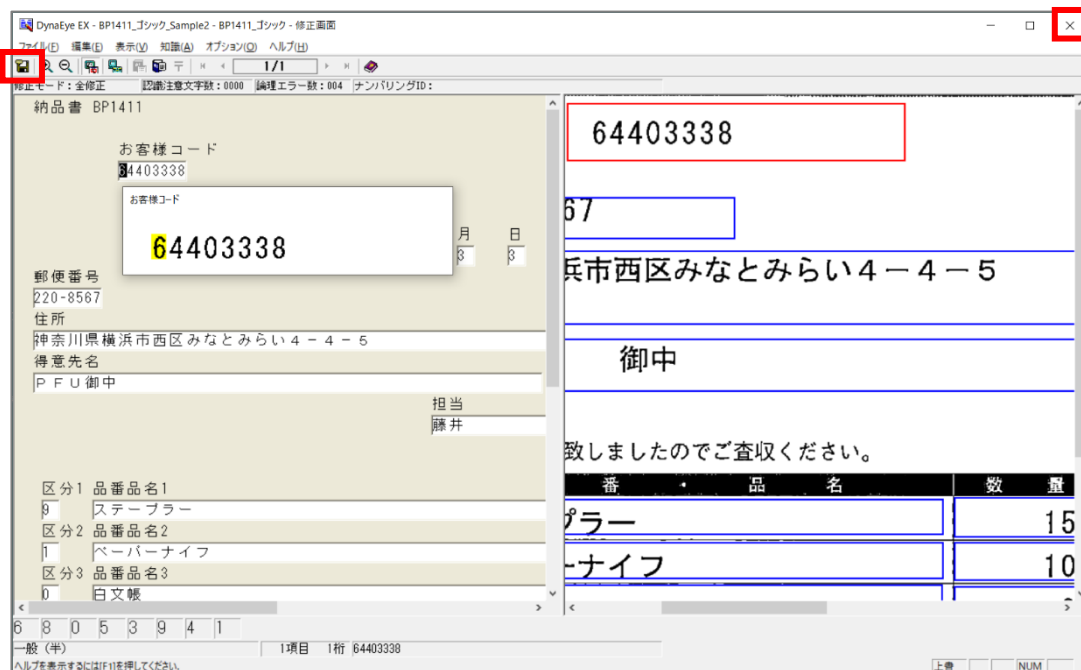 DynaEye EX - BP1411_ゴシック_Sample2 - BP1411_ゴシック - 修正画面
ファイル(F) 編集(E) 表示(V) 知識(A) オプション(O) ヘルプ(H)
1/1
修正モード：全修正 認識注意文字数：0000 論理エラー数：004 ナンバリングID：
納品書 BP1411
お客様コード
64403338
お客様コード
64403338
月 日
3 3
郵便番号
220-8567
住所
神奈川県横浜市西区みなとみらい４－４－５
得意先名
ＰＦＵ御中
担当
藤井
区分1 品番品名1
9 ステープラー
区分2 品番品名2
1 ペーパーナイフ
区分3 品番品名3
0 白文帳
64403338
67
浜市西区みなとみらい４－４－５
御中
致しましたのでご査収ください。
番 ・ 品 名 数 量
プラー 15
ーナイフ 10
6 8 0 5 3 9 4 1
一般（半） 1項目 1桁 64403338
ヘルプを表示するには[F1]を押してください。 上書 NUM